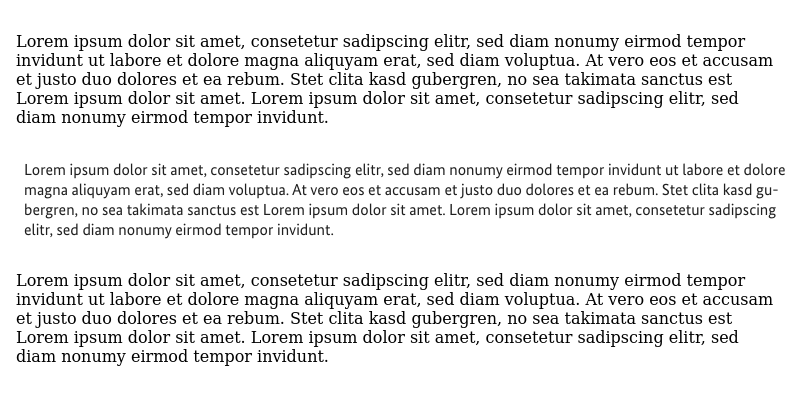 Lorem ipsum dolor sit amet, consetetur sadipscing elitr, sed diam nonumy eirmod tempor
invidunt ut labore et dolore magna aliquyam erat, sed diam voluptua. At vero eos et accusam
et justo duo dolores et ea rebum. Stet clita kasd gubergren, no sea takimata sanctus est
Lorem ipsum dolor sit amet. Lorem ipsum dolor sit amet, consetetur sadipscing elitr, sed
diam nonumy eirmod tempor invidunt.
Lorem ipsum dolor sit amet, consetetur sadipscing elitr, sed diam nonumy eirmod tempor invidunt ut labore et dolore
magna aliquyam erat, sed diam voluptua. At vero eos et accusam et justo duo dolores et ea rebum. Stet clita kasd gu-
bergren, no sea takimata sanctus est Lorem ipsum dolor sit amet. Lorem ipsum dolor sit amet, consetetur sadipscing
elitr, sed diam nonumy eirmod tempor invidunt.
Lorem ipsum dolor sit amet, consetetur sadipscing elitr, sed diam nonumy eirmod tempor
invidunt ut labore et dolore magna aliquyam erat, sed diam voluptua. At vero eos et accusam
et justo duo dolores et ea rebum. Stet clita kasd gubergren, no sea takimata sanctus est
Lorem ipsum dolor sit amet. Lorem ipsum dolor sit amet, consetetur sadipscing elitr, sed
diam nonumy eirmod tempor invidunt.